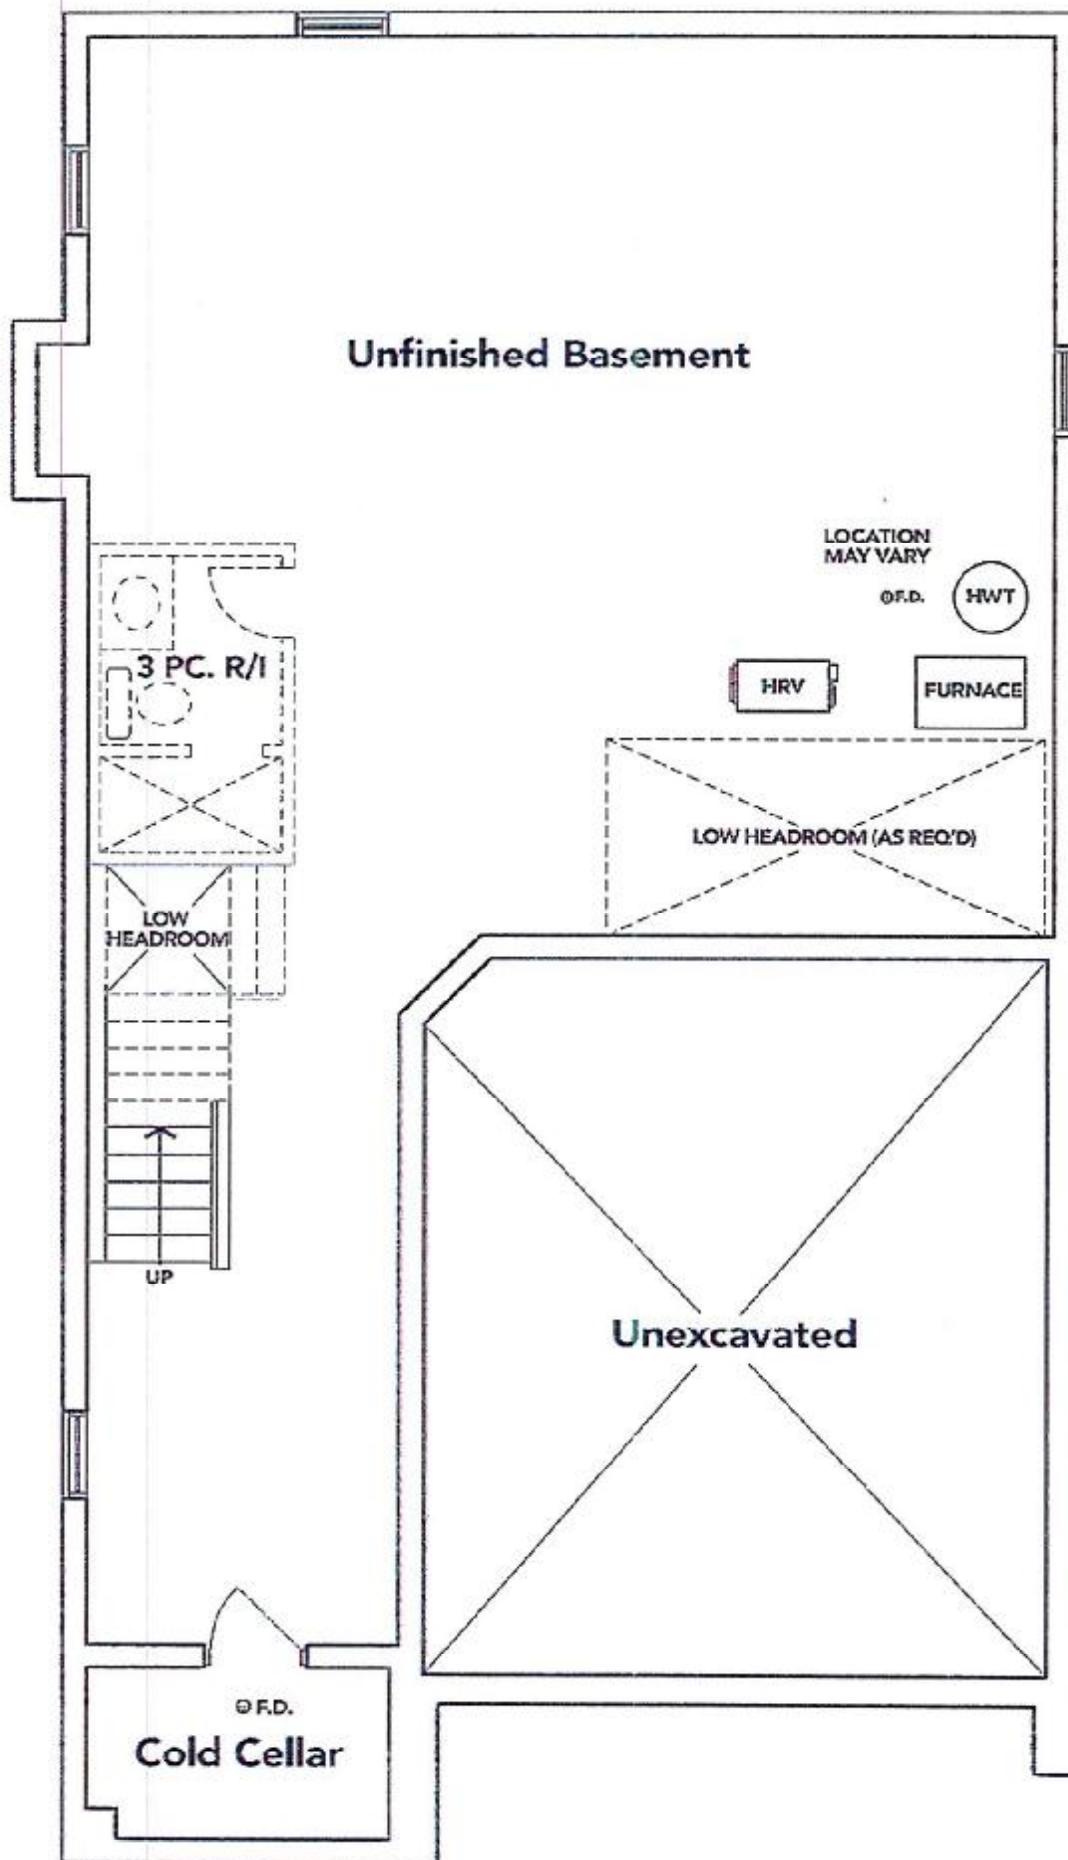 Unfinished Basement
LOCATION
MAY VARY
F.D.
HWT
3 PC. R/I
HRV
FURNACE
LOW HEADROOM (AS REQ'D)
LOW
HEADROOM
UP
Unexcavated
F.D.
Cold Cellar